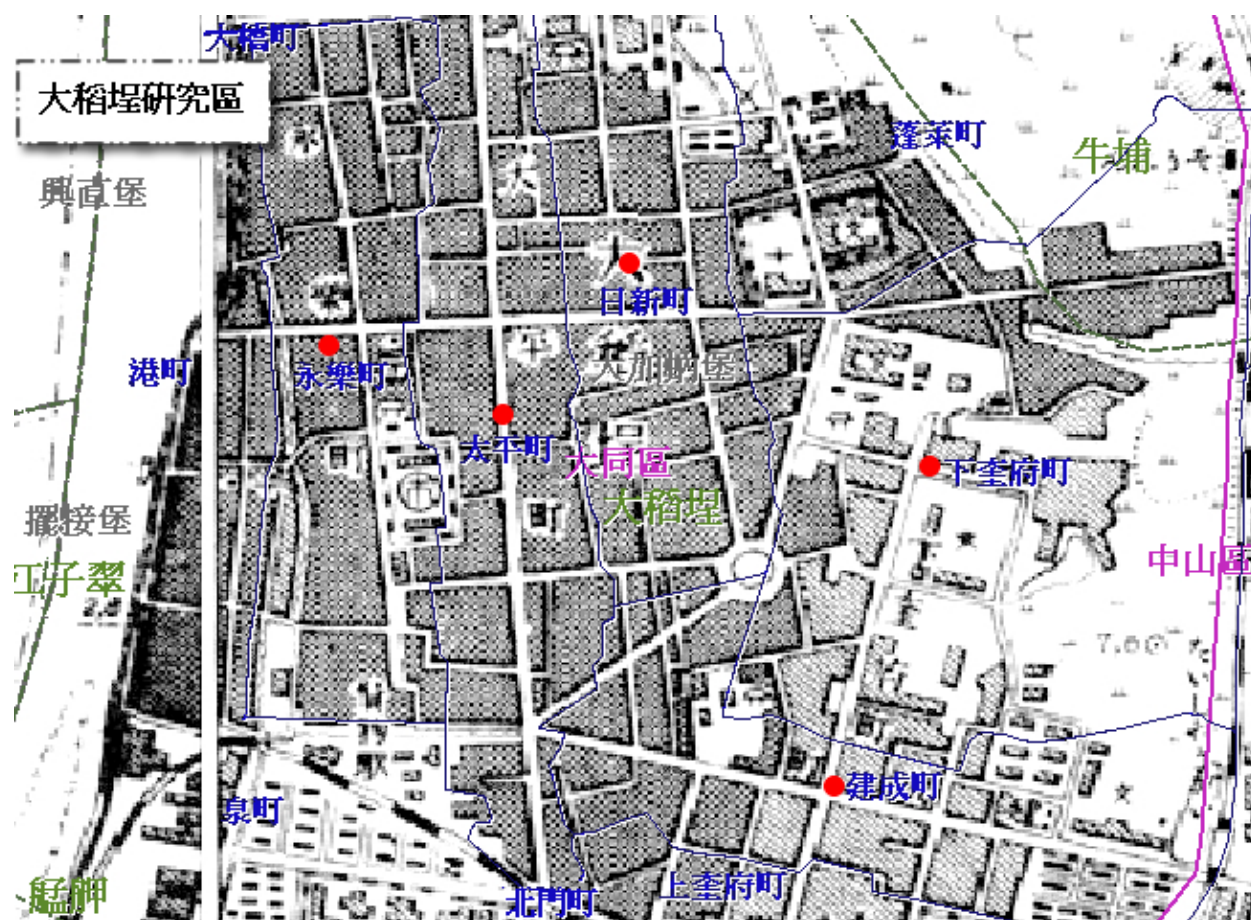 大橋町
大稻埕研究區
蓬萊町
牛埔
興直堡
日新町
港町
永樂町
大加蚋堡
太平町
大同區
下奎府町
大稻埕
擺接堡
中山區
江子翠
町
建成町
泉町
上奎府町
北門町
艋舺